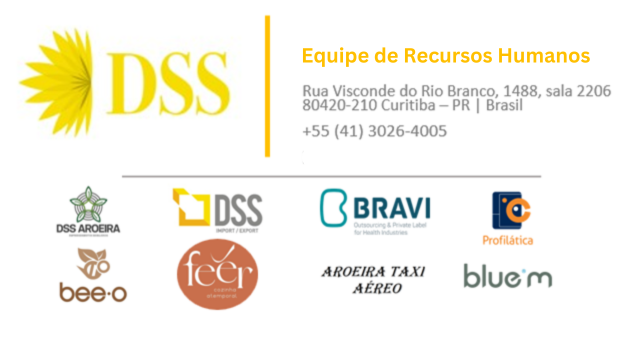 DSS
Equipe de Recursos Humanos
Rua Visconde do Rio Branco, 1488, sala 2206
80420-210 Curitiba – PR | Brasil
+55 (41) 3026-4005
DSS AROEIRA
DSS
IMPORT / EXPORT
BRAVI
Outsourcing & Private Label
for Health Industries
Profilática
bee·o
feér
cozinha
atemporal
AROEIRA TAXI
AÉREO
blue m